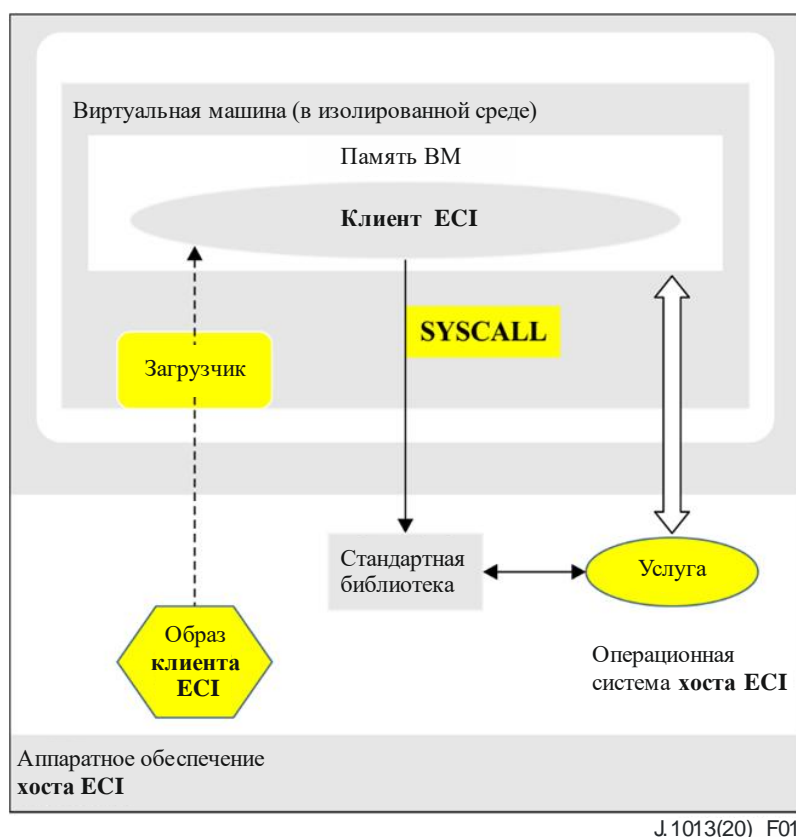 Виртуальная машина (в изолированной среде)
Память ВМ
Клиент ECI
SYSCALL
Загрузчик
Стандартная
библиотека
Услуга
Образ
клиента
ECI
Операционная
система хоста ECI
Аппаратное обеспечение
хоста ECI
J.1013(20)_F01